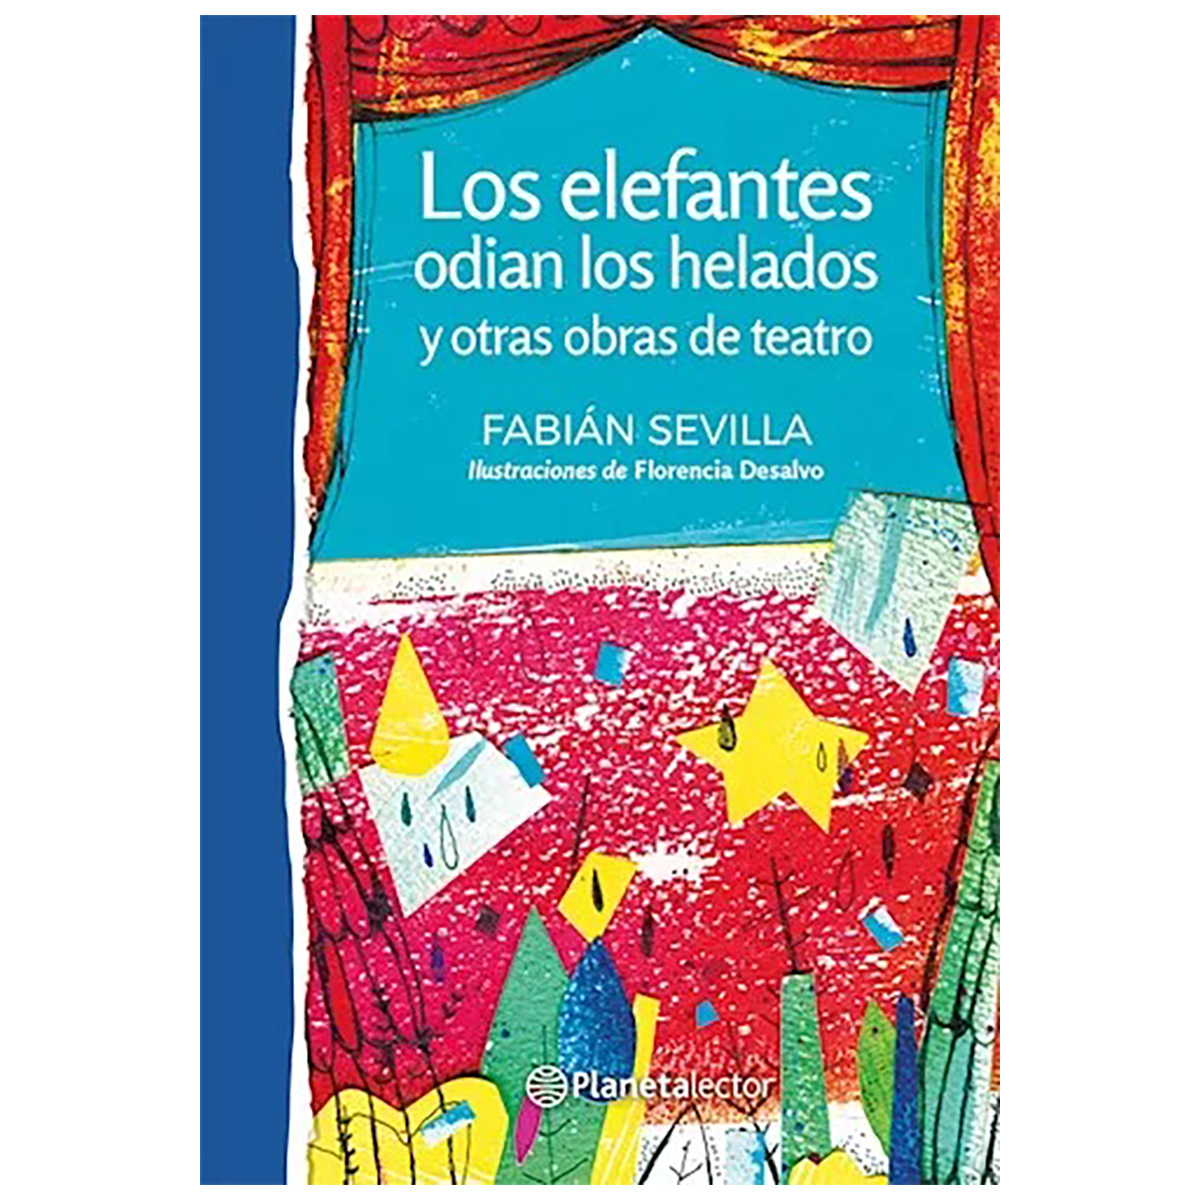 Los elefantes
odian los helados
y otras obras de teatro
FABIÁN SEVILLA
Ilustraciones de Florencia Desalvo
Planetalector